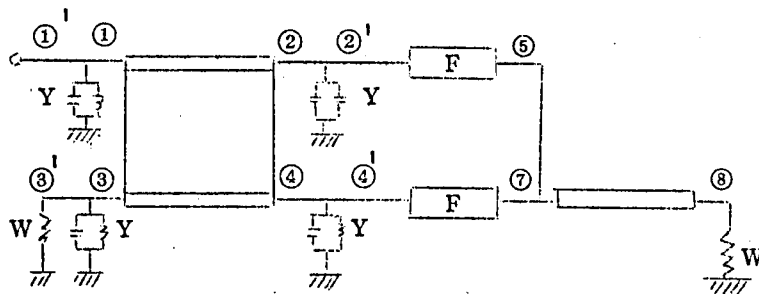 ①' ① ② ②' ⑤
F
Y Y
③' ③ ④ ④' ⑦ ⑧
F
W Y Y W